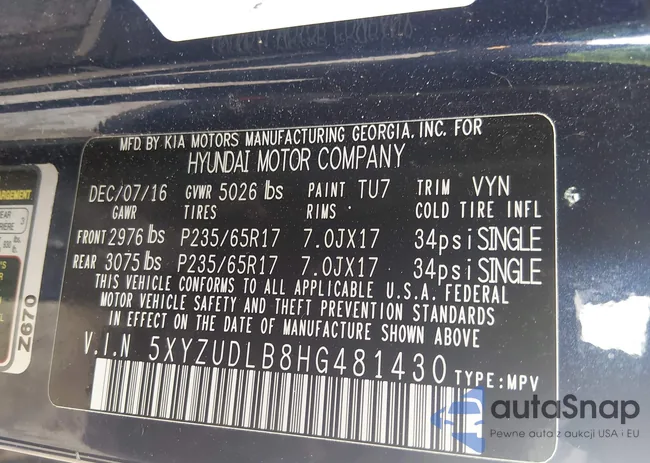 MFD. BY KIA MOTORS MANUFACTURING GEORGIA, INC. FOR
HYUNDAI MOTOR COMPANY
DEC/07/16 GVWR 5026 lbs PAINT TU7 TRIM VYN
GAWR TIRES RIMS COLD TIRE INFL
FRONT 2976 lbs P235/65R17 7.0JX17 34psi SINGLE
REAR 3075 lbs P235/65R17 7.0JX17 34psi SINGLE
THIS VEHICLE CONFORMS TO ALL APPLICABLE U.S.A. FEDERAL
MOTOR VEHICLE SAFETY AND THEFT PREVENTION STANDARDS
IN EFFECT ON THE DATE OF MANUFACTURE SHOWN ABOVE.
V.I.N 5XYZUDLB8HG481430 TYPE:MPV
Z670
autoSnap
Pewne auta z aukcji USA i EU